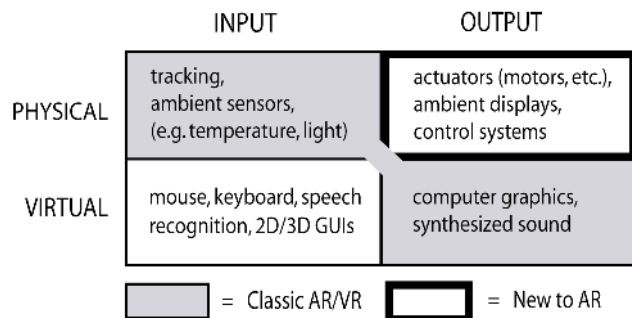 INPUT OUTPUT
PHYSICAL
tracking,
ambient sensors,
(e.g. temperature, light)
actuators (motors, etc.),
ambient displays,
control systems
VIRTUAL
mouse, keyboard, speech
recognition, 2D/3D GUIs
computer graphics,
synthesized sound
= Classic AR/VR = New to AR